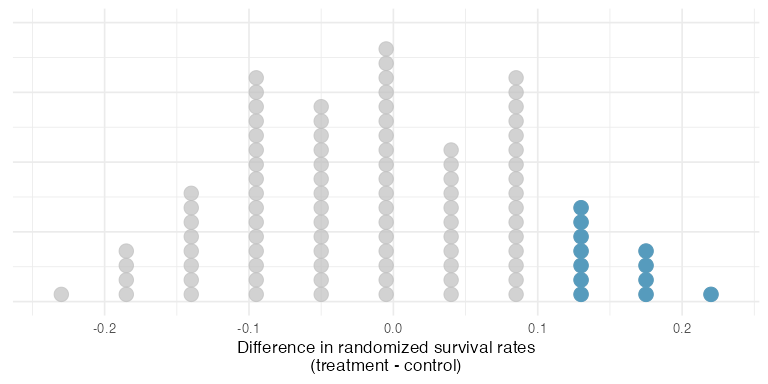 -0.2 -0.1 0.0 0.1 0.2
Difference in randomized survival rates
(treatment - control)